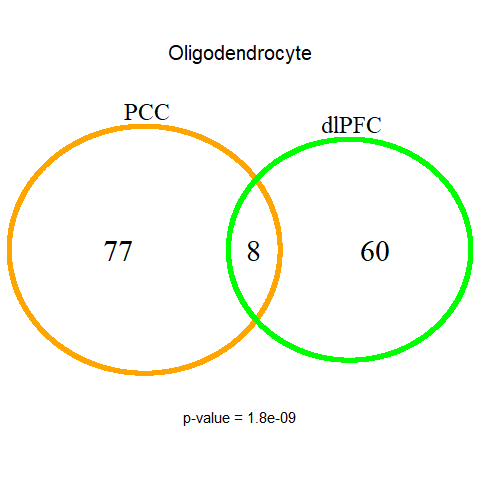 Oligodendrocyte
PCC
dlPFC
77
8
60
p-value = 1.8e-09